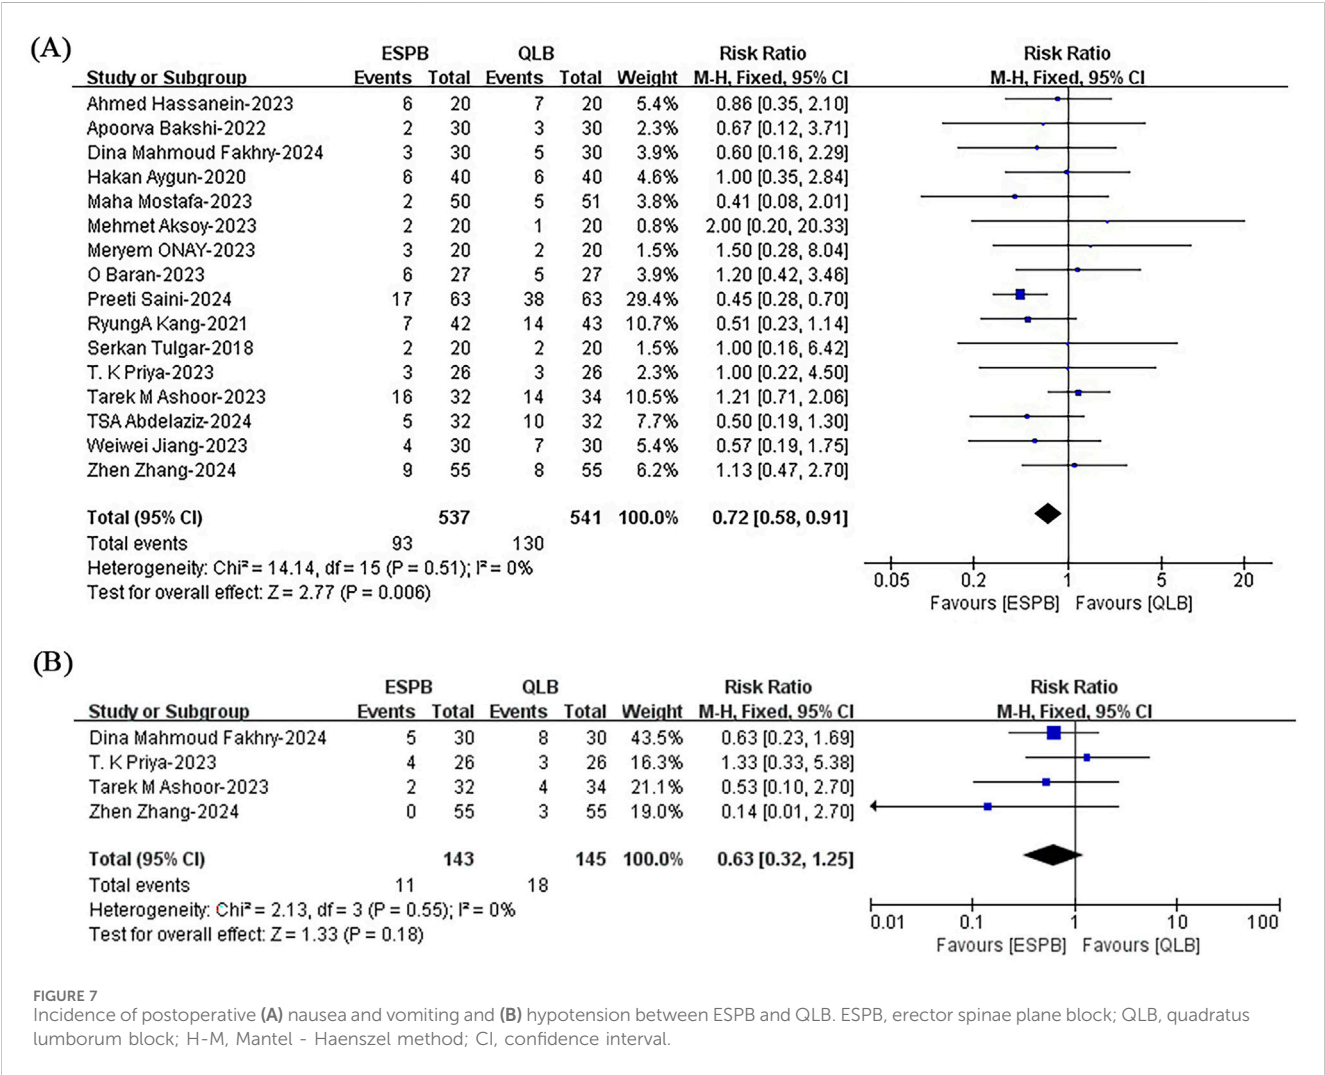 (A)
ESPB QLB Risk Ratio Risk Ratio
Study or Subgroup Events Total Events Total Weight M-H, Fixed, 95% CI M-H, Fixed, 95% CI
Ahmed Hassanein-2023 6 20 7 20 5.4% 0.86 [0.35, 2.10]
Apoorva Bakshi-2022 2 30 3 30 2.3% 0.67 [0.12, 3.71]
Dina Mahmoud Fakhry-2024 3 30 5 30 3.9% 0.60 [0.16, 2.29]
Hakan Aygun-2020 6 40 6 40 4.6% 1.00 [0.35, 2.84]
Maha Mostafa-2023 2 50 5 51 3.8% 0.41 [0.08, 2.01]
Mehmet Aksoy-2023 2 20 1 20 0.8% 2.00 [0.20, 20.33]
Meryem ONAY-2023 3 20 2 20 1.5% 1.50 [0.28, 8.04]
O Baran-2023 6 27 5 27 3.9% 1.20 [0.42, 3.46]
Preeti Saini-2024 17 63 38 63 29.4% 0.45 [0.28, 0.70]
RyungA Kang-2021 7 42 14 43 10.7% 0.51 [0.23, 1.14]
Serkan Tulgar-2018 2 20 2 20 1.5% 1.00 [0.16, 6.42]
T. K Priya-2023 3 26 3 26 2.3% 1.00 [0.22, 4.50]
Tarek M Ashoor-2023 16 32 14 34 10.5% 1.21 [0.71, 2.06]
TSA Abdelaziz-2024 5 32 10 32 7.7% 0.50 [0.19, 1.30]
Weiwei Jiang-2023 4 30 7 30 5.4% 0.57 [0.19, 1.75]
Zhen Zhang-2024 9 55 8 55 6.2% 1.13 [0.47, 2.70]
Total (95% CI) 537 541 100.0% 0.72 [0.58, 0.91]
Total events 93 130
Heterogeneity: Chi² = 14.14, df = 15 (P = 0.51); I² = 0%
Test for overall effect: Z = 2.77 (P = 0.006)
0.05 0.2 1 5 20
Favours [ESPB] Favours [QLB]
(B)
ESPB QLB Risk Ratio Risk Ratio
Study or Subgroup Events Total Events Total Weight M-H, Fixed, 95% CI M-H, Fixed, 95% CI
Dina Mahmoud Fakhry-2024 5 30 8 30 43.5% 0.63 [0.23, 1.69]
T. K Priya-2023 4 26 3 26 16.3% 1.33 [0.33, 5.38]
Tarek M Ashoor-2023 2 32 4 34 21.1% 0.53 [0.10, 2.70]
Zhen Zhang-2024 0 55 3 55 19.0% 0.14 [0.01, 2.70]
Total (95% CI) 143 145 100.0% 0.63 [0.32, 1.25]
Total events 11 18
Heterogeneity: Chi² = 2.13, df = 3 (P = 0.55); I² = 0%
Test for overall effect: Z = 1.33 (P = 0.18)
0.01 0.1 1 10 100
Favours [ESPB] Favours [QLB]
FIGURE 7
Incidence of postoperative (A) nausea and vomiting and (B) hypotension between ESPB and QLB. ESPB, erector spinae plane block; QLB, quadratus
lumborum block; H-M, Mantel - Haenszel method; CI, confidence interval.